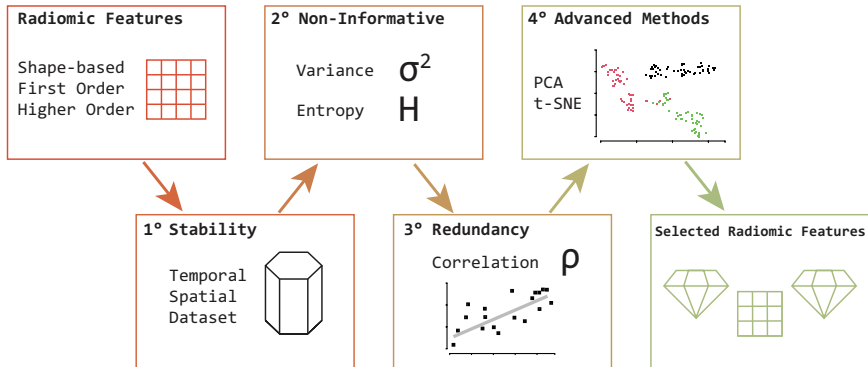 Radiomic Features
Shape-based
First Order
Higher Order
1° Stability
Temporal
Spatial
Dataset
2° Non-Informative
Variance σ²
Entropy H
3° Redundancy
Correlation ρ
4° Advanced Methods
PCA
t-SNE
Selected Radiomic Features